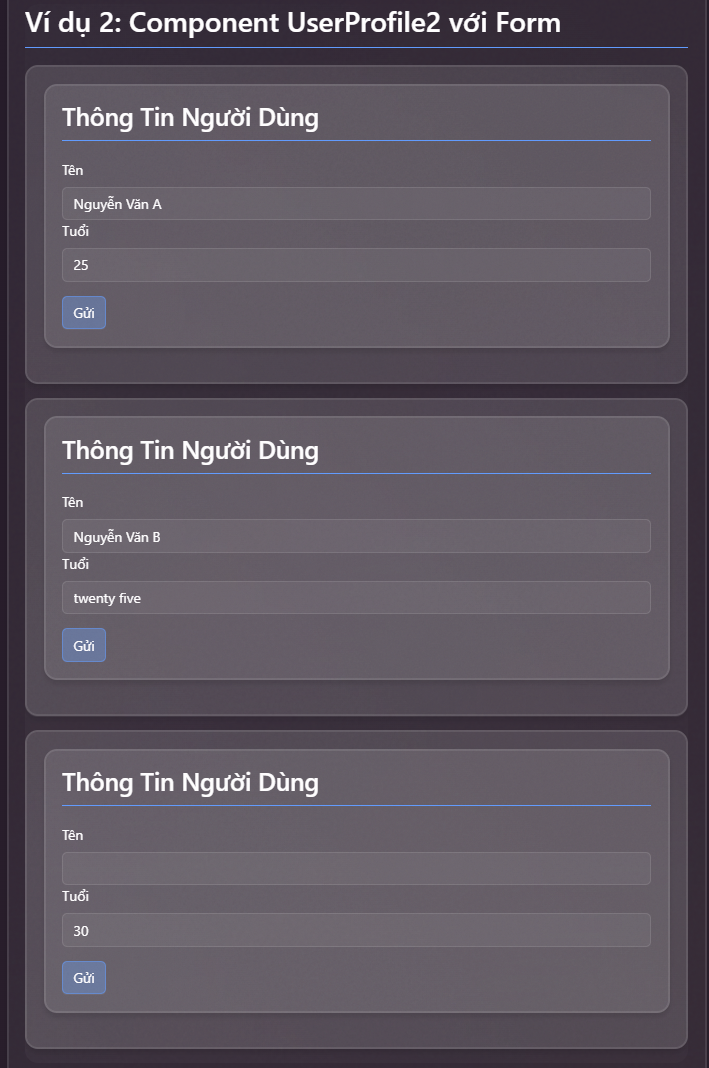 Ví dụ 2: Component UserProfile2 với Form
Thông Tin Người Dùng
Tên
Nguyễn Văn A
Tuổi
25
Gửi
Thông Tin Người Dùng
Tên
Nguyễn Văn B
Tuổi
twenty five
Gửi
Thông Tin Người Dùng
Tên
Tuổi
30
Gửi